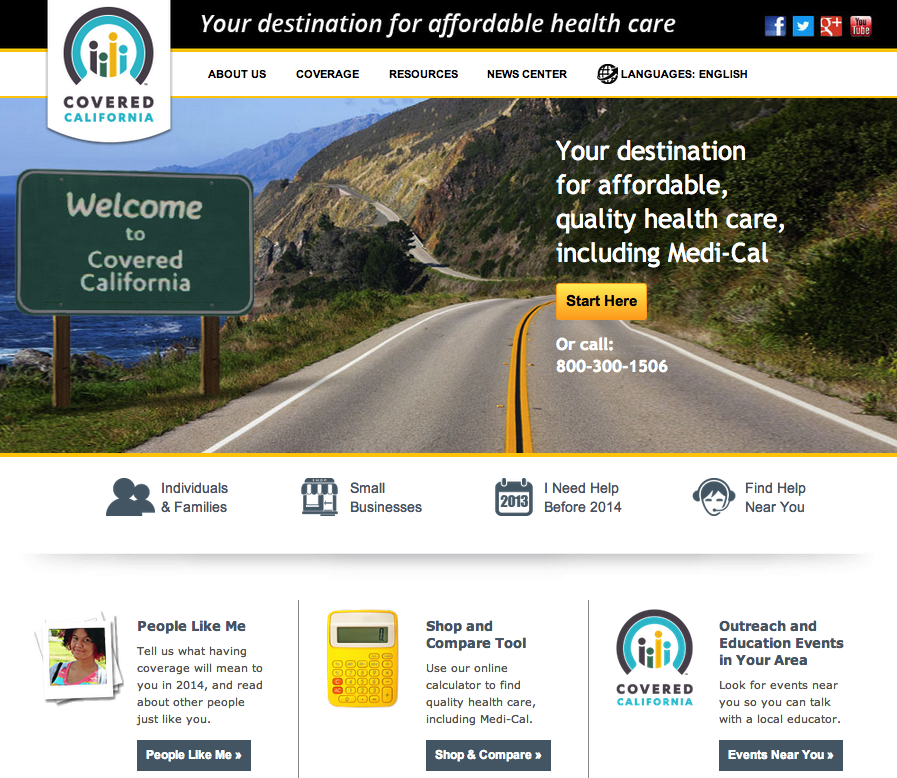 Your destination for affordable health care
COVERED
CALIFORNIA
ABOUT US
COVERAGE
RESOURCES
NEWS CENTER
LANGUAGES: ENGLISH
Welcome
to
Covered
California
Your destination
for affordable,
quality health care,
including Medi-Cal
Start Here
Or call:
800-300-1506
Individuals
& Families
SHOP
Small
Businesses
2013
I Need Help
Before 2014
Find Help
Near You
People Like Me
Tell us what having
coverage will mean to
you in 2014, and read
about other people
just like you.
People Like Me »
Shop and
Compare Tool
Use our online
calculator to find
quality health care,
including Medi-Cal.
Shop & Compare »
COVERED
CALIFORNIA
Outreach and
Education Events
in Your Area
Look for events near
you so you can talk
with a local educator.
Events Near You »